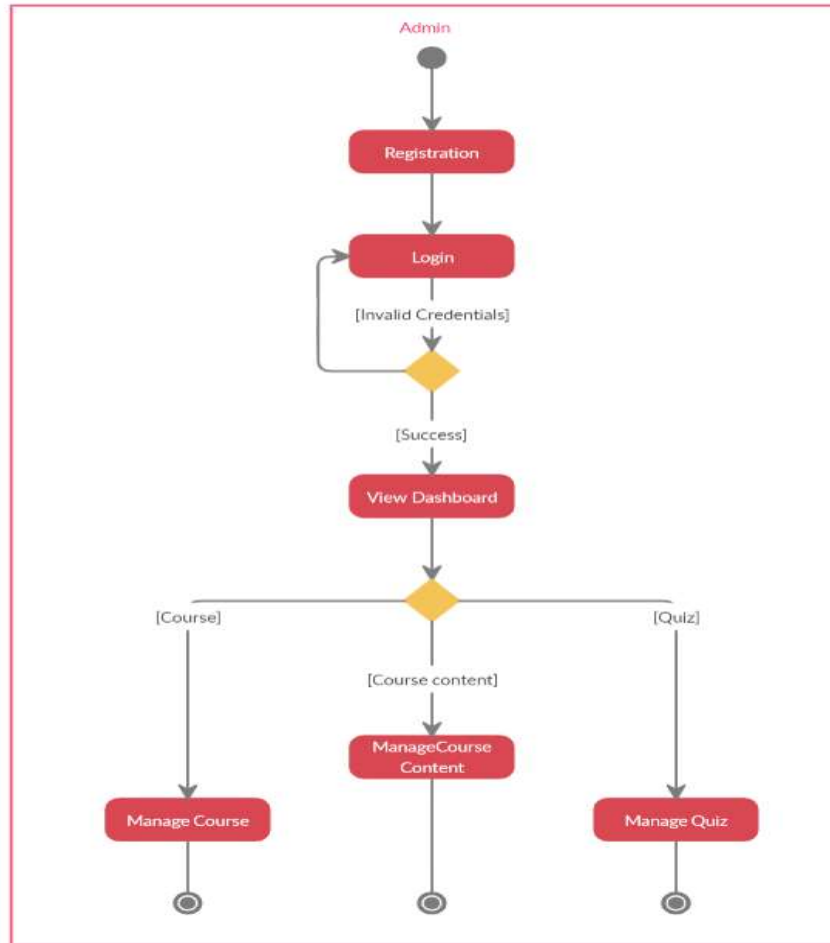 Admin
Registration
Login
[Invalid Credentials]
[Success]
View Dashboard
[Course]
[Quiz]
[Course content]
ManageCourse
Content
Manage Course
Manage Quiz